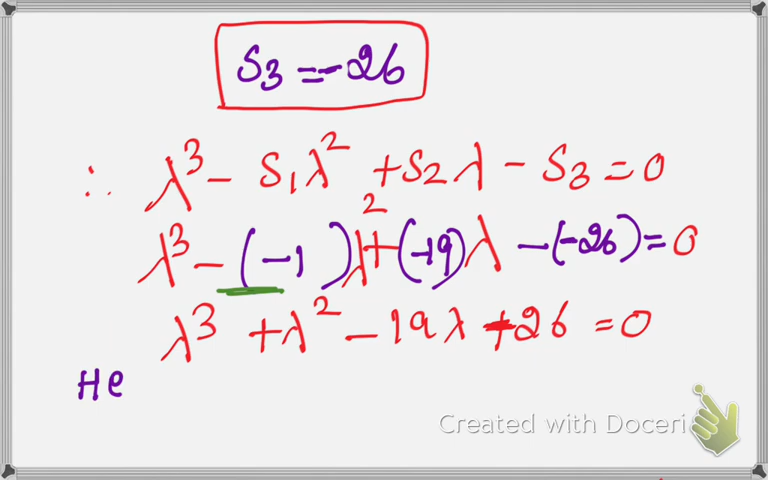 S3 = -26
∴ λ³ - S₁λ² + S2λ - S3 = 0
λ³ - (-1)λ² + (-19)λ - (-26) = 0
λ³ + λ² - 19λ + 26 = 0
He
Created with Doceri